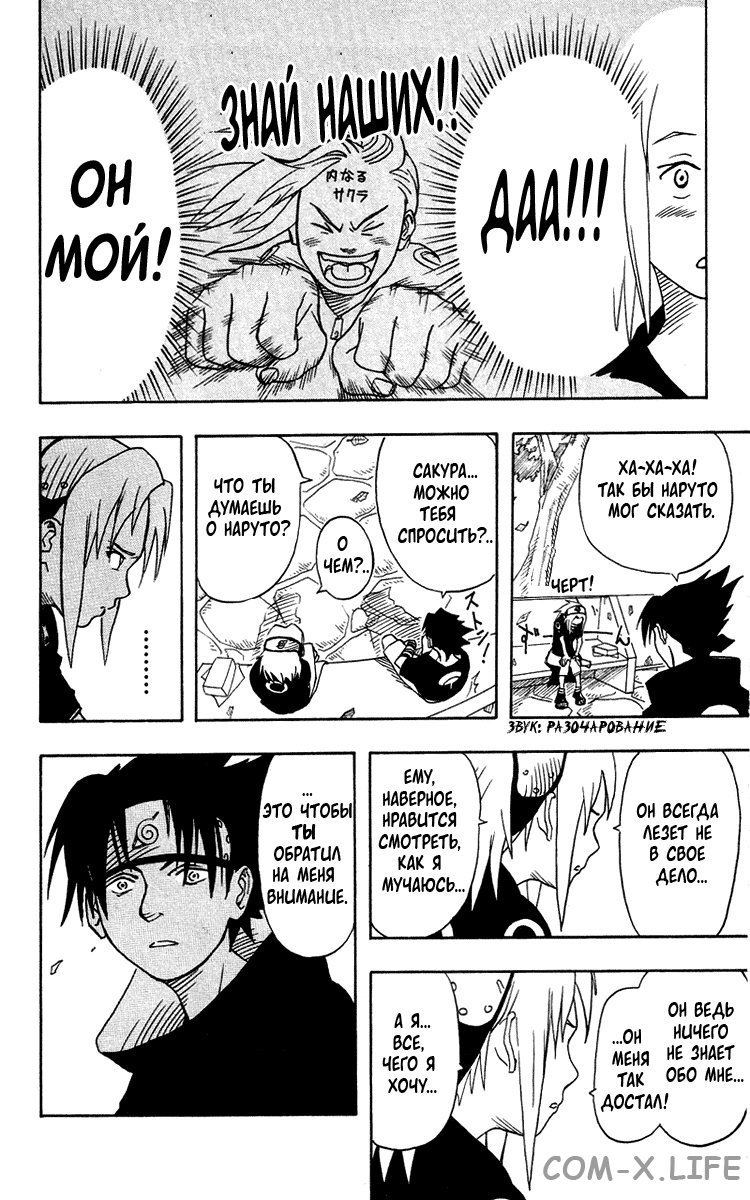 ДАА!!!
ЗНАЙ НАШИХ!!
内なる
サクラ
ОН
МОЙ!
ХА-ХА-ХА!
ТАК БЫ НАРУТО
МОГ СКАЗАТЬ.
ЧЕРТ!
ЗВУК: РАЗОЧАРОВАНИЕ
САКУРА...
МОЖНО
ТЕБЯ
СПРОСИТЬ?..
О
ЧЕМ?..
ЧТО ТЫ
ДУМАЕШЬ
О НАРУТО?
ストン
.......
ОН ВСЕГДА
ЛЕЗЕТ НЕ
В СВОЕ
ДЕЛО...
ЕМУ,
НАВЕРНОЕ,
НРАВИТСЯ
СМОТРЕТЬ,
КАК Я
МУЧАЮСЬ...
ОН ВЕДЬ
НИЧЕГО
НЕ ЗНАЕТ
ОБО МНЕ...
...ОН
МЕНЯ
ТАК
ДОСТАЛ!
А Я...
ВСЕ,
ЧЕГО Я
ХОЧУ...
...
ЭТО ЧТОБЫ
ТЫ
ОБРАТИЛ
НА МЕНЯ
ВНИМАНИЕ.
COM-X.LIFE